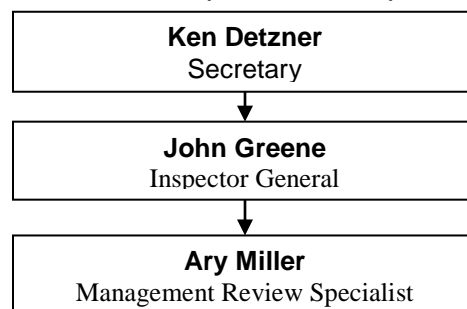 Ken Detzner
Secretary
John Greene
Inspector General
Ary Miller
Management Review Specialist